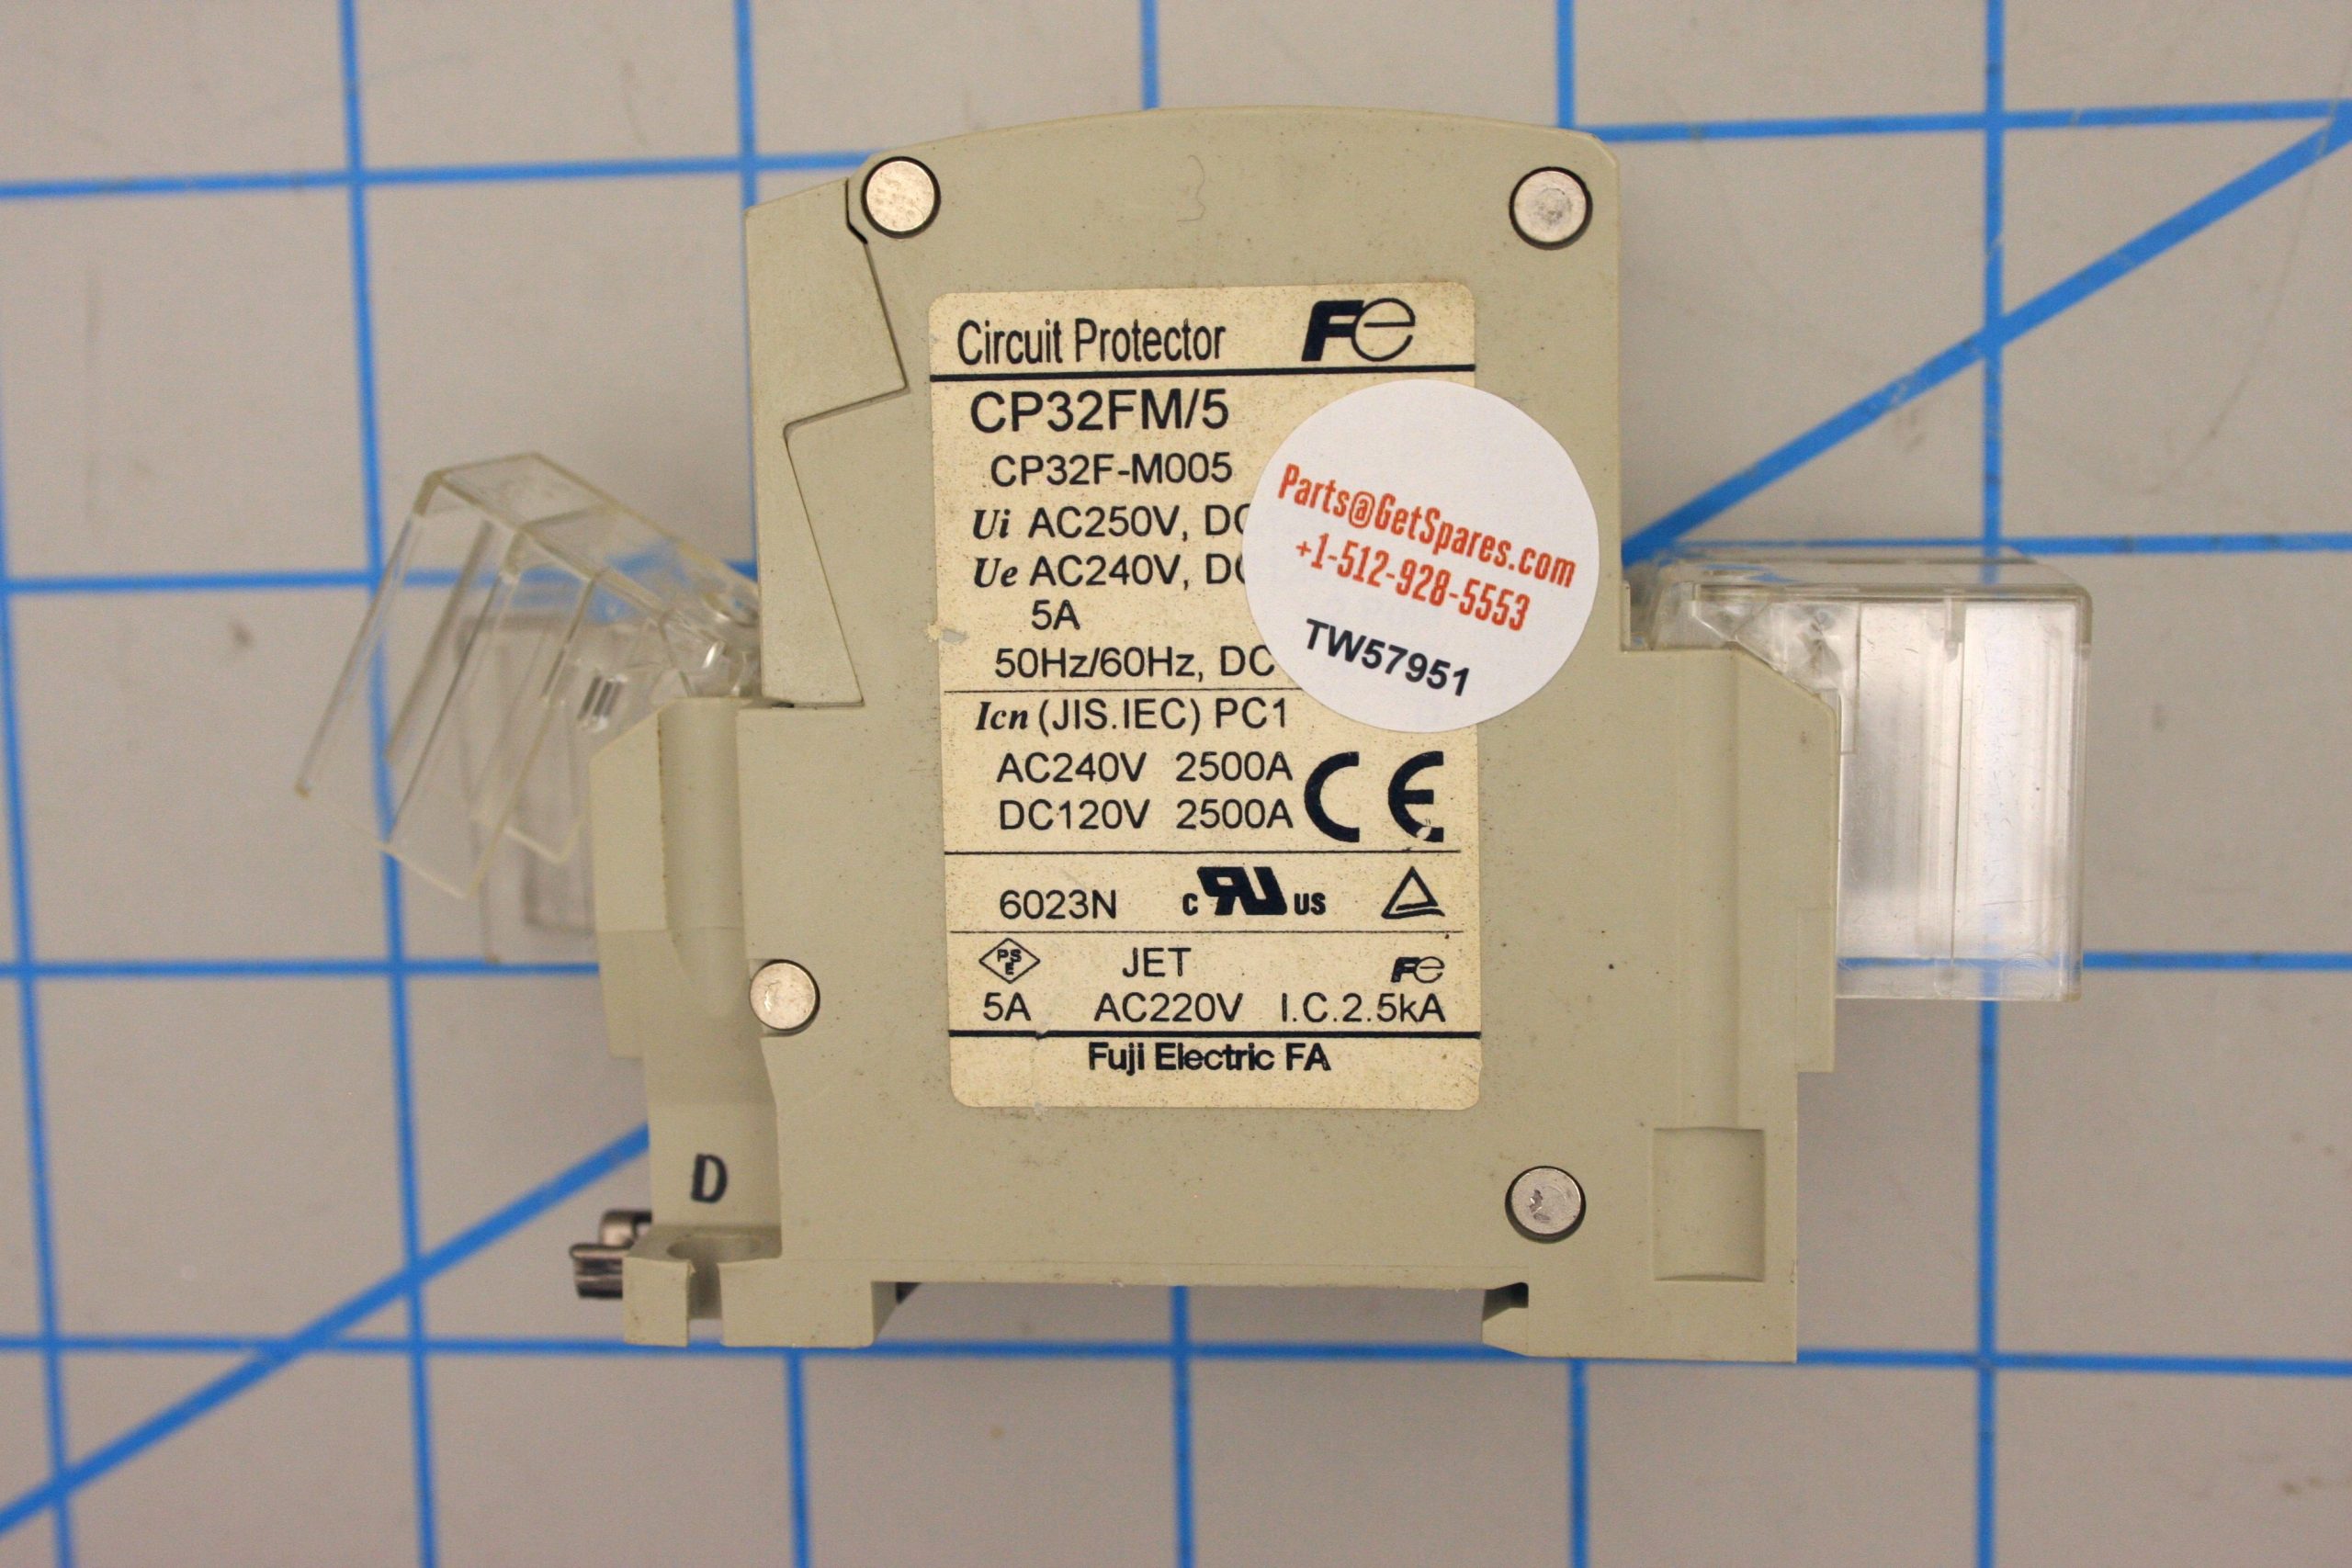 3
Circuit Protector Fe
CP32FM/5
CP32F-M005
Ui AC250V, DC
Ue AC240V, DC
5A
50Hz/60Hz, DC
Parts@GetSpares.com
+1-512-928-5553
TW57951
Icn (JIS.IEC) PC1
AC240V 2500A
DC120V 2500A CE
6023N c RU US
PSE JET Fe
5A AC220V I.C.2.5kA
Fuji Electric FA
D